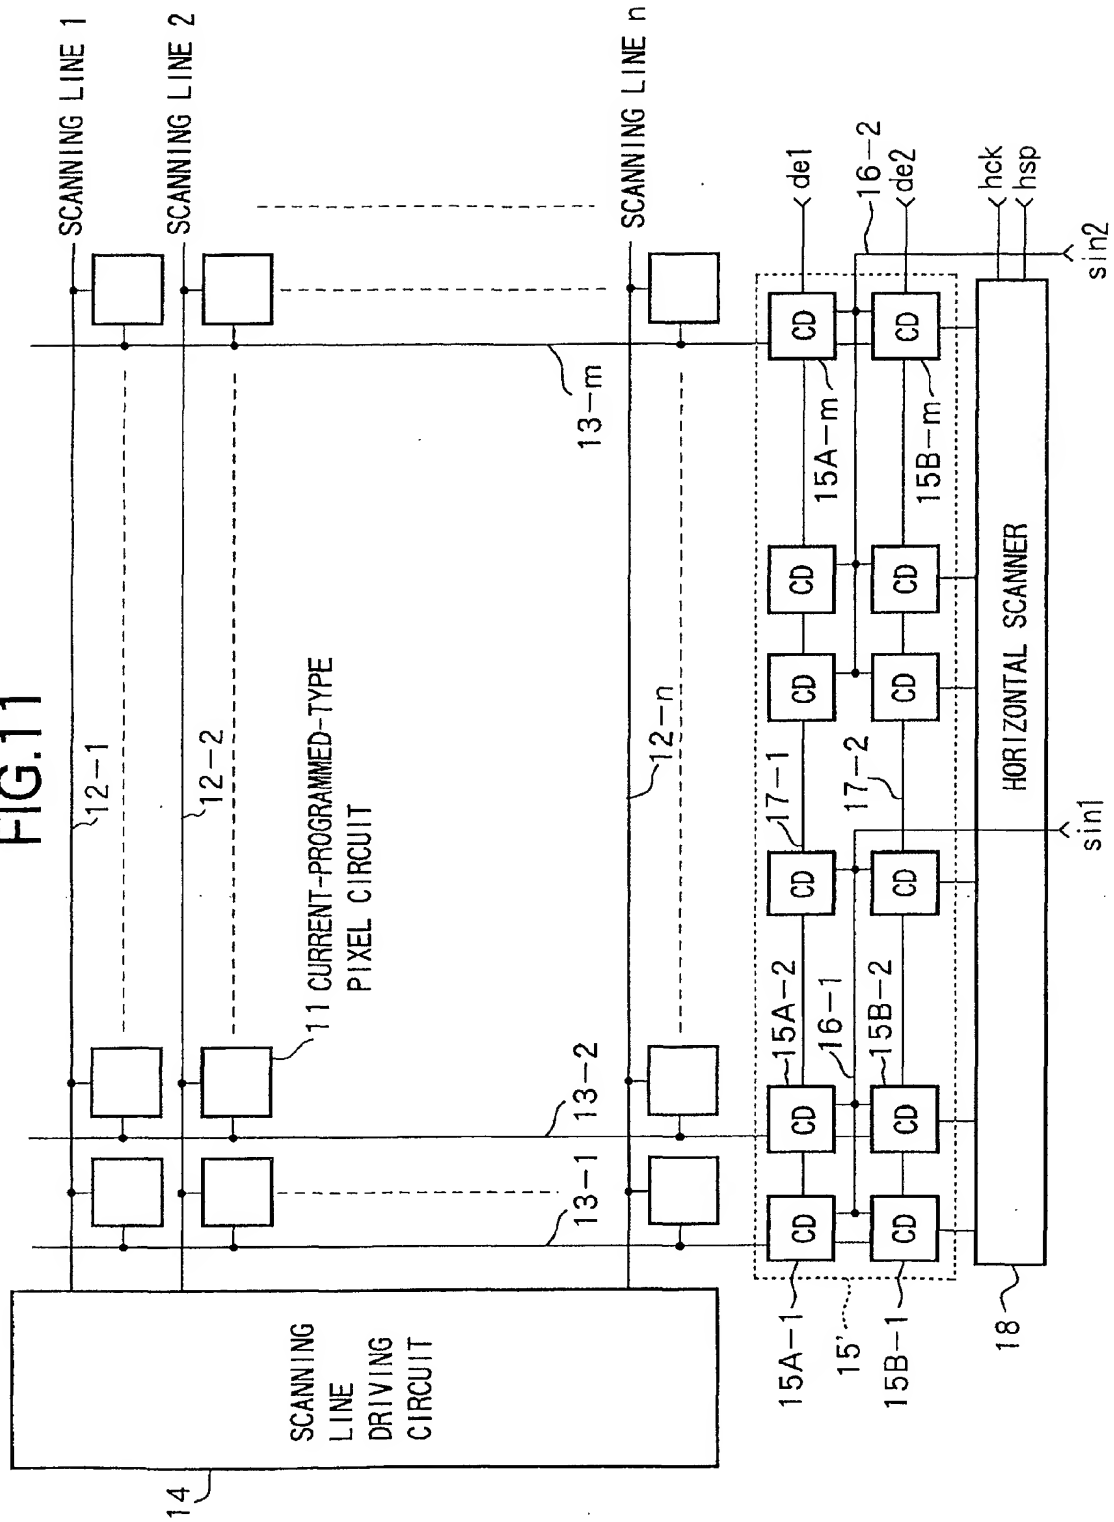 FIG.11
SCANNING LINE 1
12-1
SCANNING LINE 2
12-2
11 CURRENT-PROGRAMMED-TYPE
PIXEL CIRCUIT
14
SCANNING
LINE
DRIVING
CIRCUIT
13-1
13-2
13-m
12-n
SCANNING LINE n
15A-1
15A-2
17-1
15A-m
de1
CD
CD
CD
CD
CD
CD
15'
16-1
16-2
15B-1
15B-2
17-2
15B-m
de2
CD
CD
CD
CD
CD
CD
18
HORIZONTAL SCANNER
hck
hsp
sin1
sin2